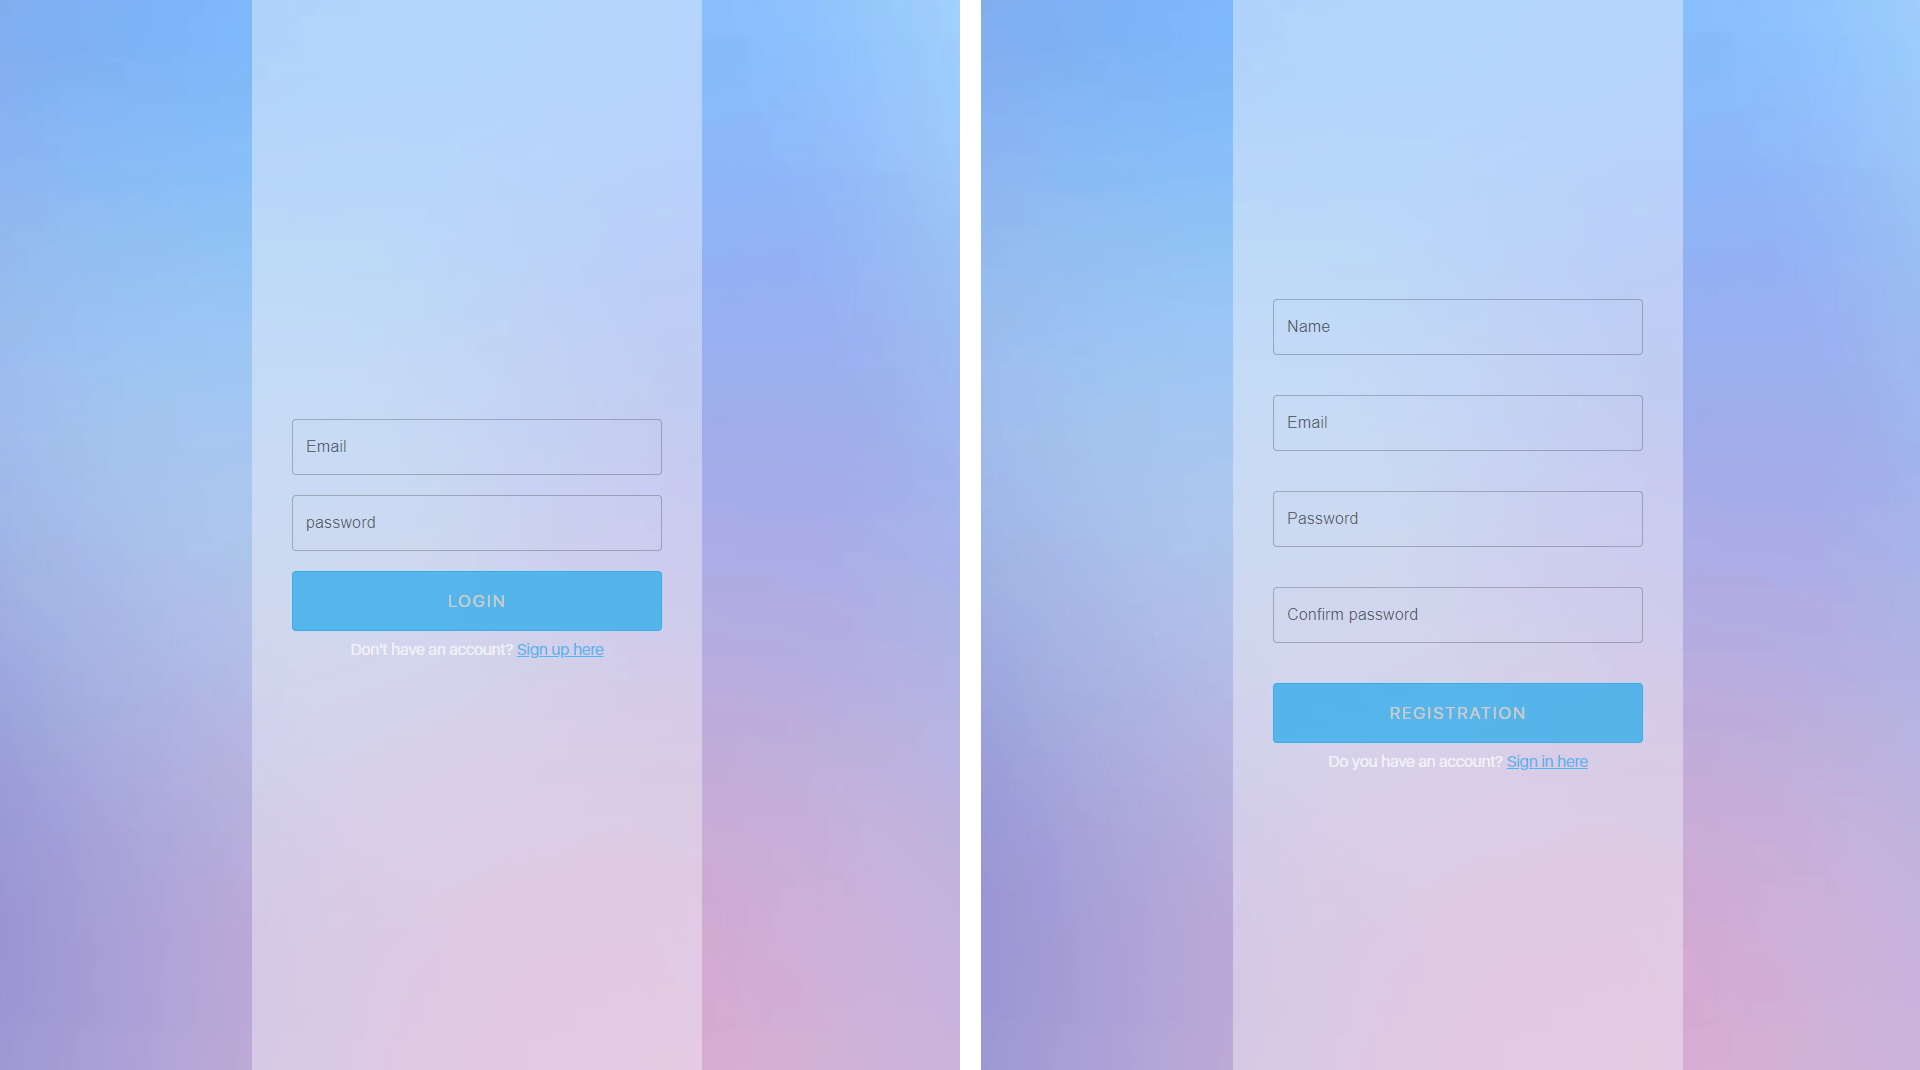 Email
password
LOGIN
Don't have an account? Sign up here
Name
Email
Password
Confirm password
REGISTRATION
Do you have an account? Sign in here